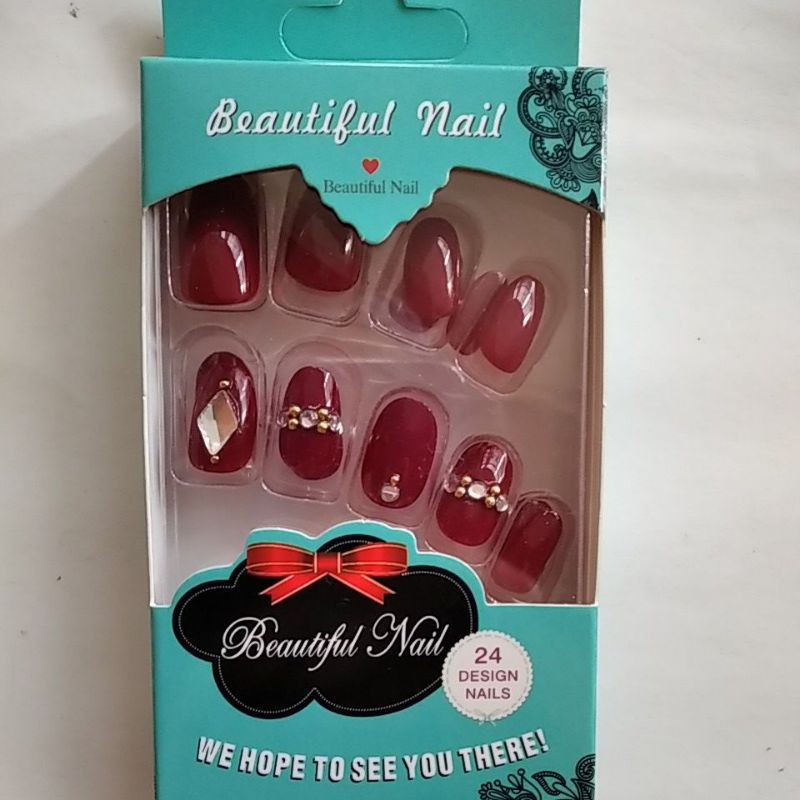 Beautiful Nail
Beautiful Nail
Beautiful Nail
24
DESIGN
NAILS
WE HOPE TO SEE YOU THERE!